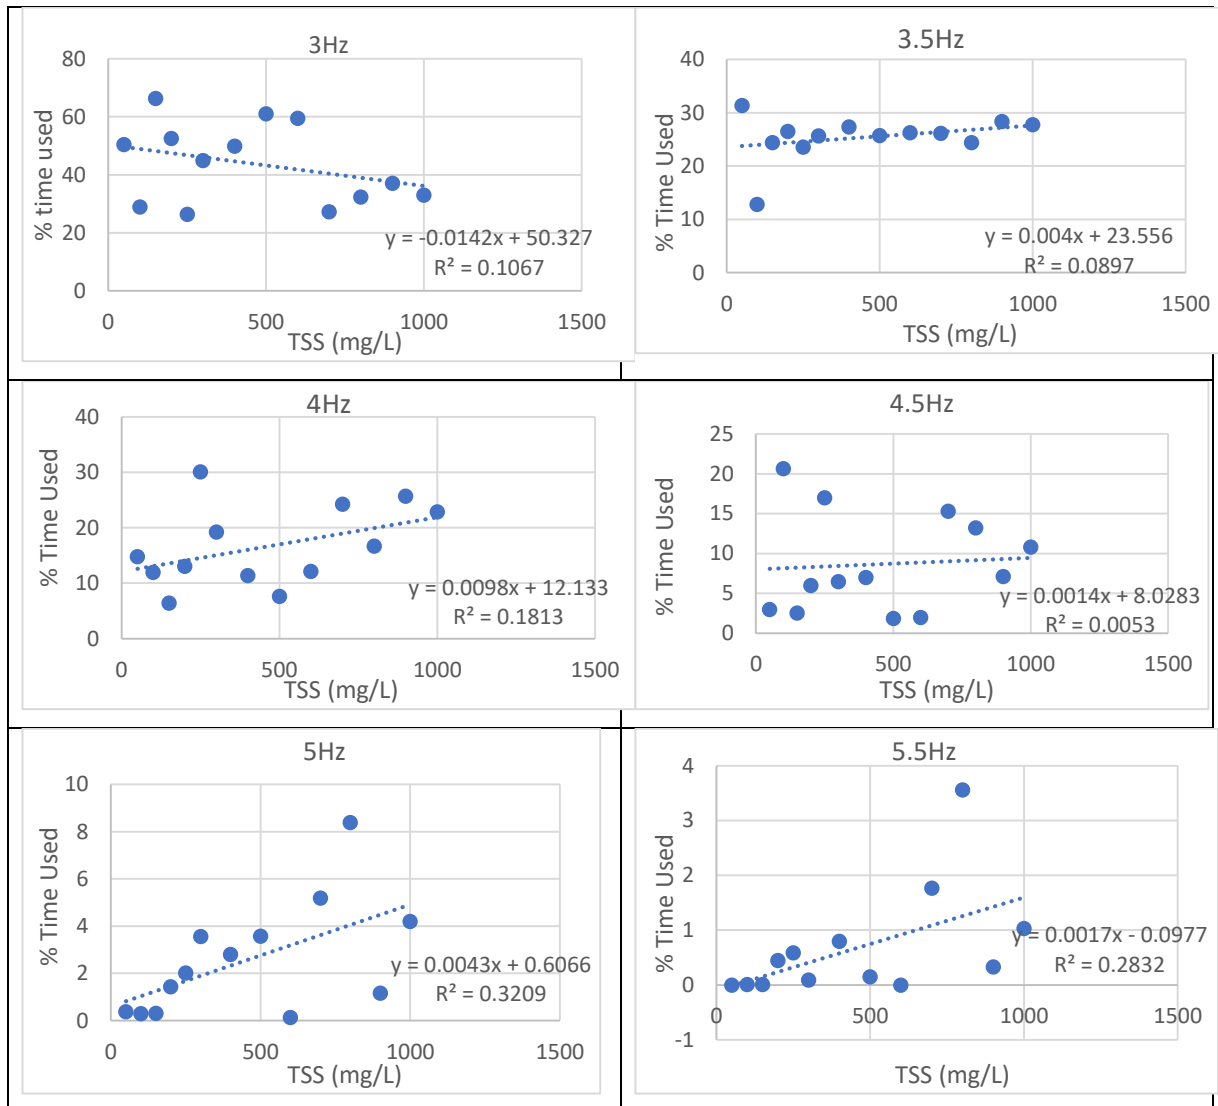 3Hz
% time used
80
60
40
20
0
y = -0.0142x + 50.327
R² = 0.1067
0 500 1000 1500
TSS (mg/L)
3.5Hz
% Time Used
40
30
20
10
0
y = 0.004x + 23.556
R² = 0.0897
0 500 1000 1500
TSS (mg/L)
4Hz
% Time Used
40
30
20
10
0
y = 0.0098x + 12.133
R² = 0.1813
0 500 1000 1500
TSS (mg/L)
4.5Hz
% Time Used
25
20
15
10
5
0
y = 0.0014x + 8.0283
R² = 0.0053
0 500 1000 1500
TSS (mg/L)
5Hz
% Time Used
10
8
6
4
2
0
y = 0.0043x + 0.6066
R² = 0.3209
0 500 1000 1500
TSS (mg/L)
5.5Hz
% Time Used
4
3
2
1
0
-1
y = 0.0017x - 0.0977
R² = 0.2832
0 500 1000 1500
TSS (mg/L)